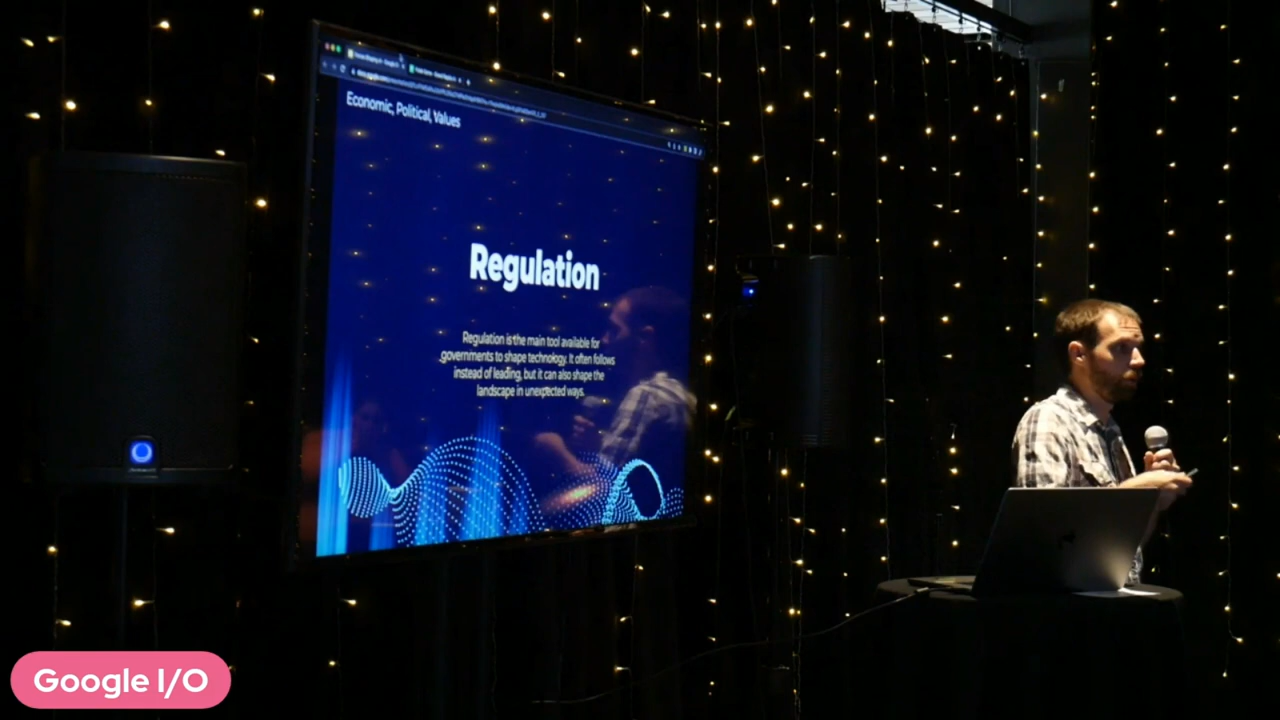 Economic, Political, Values
Regulation
Regulation is the main tool available for
governments to shape technology. It often follows
instead of leading, but it can also shape the
landscape in unexpected ways.
Google I/O